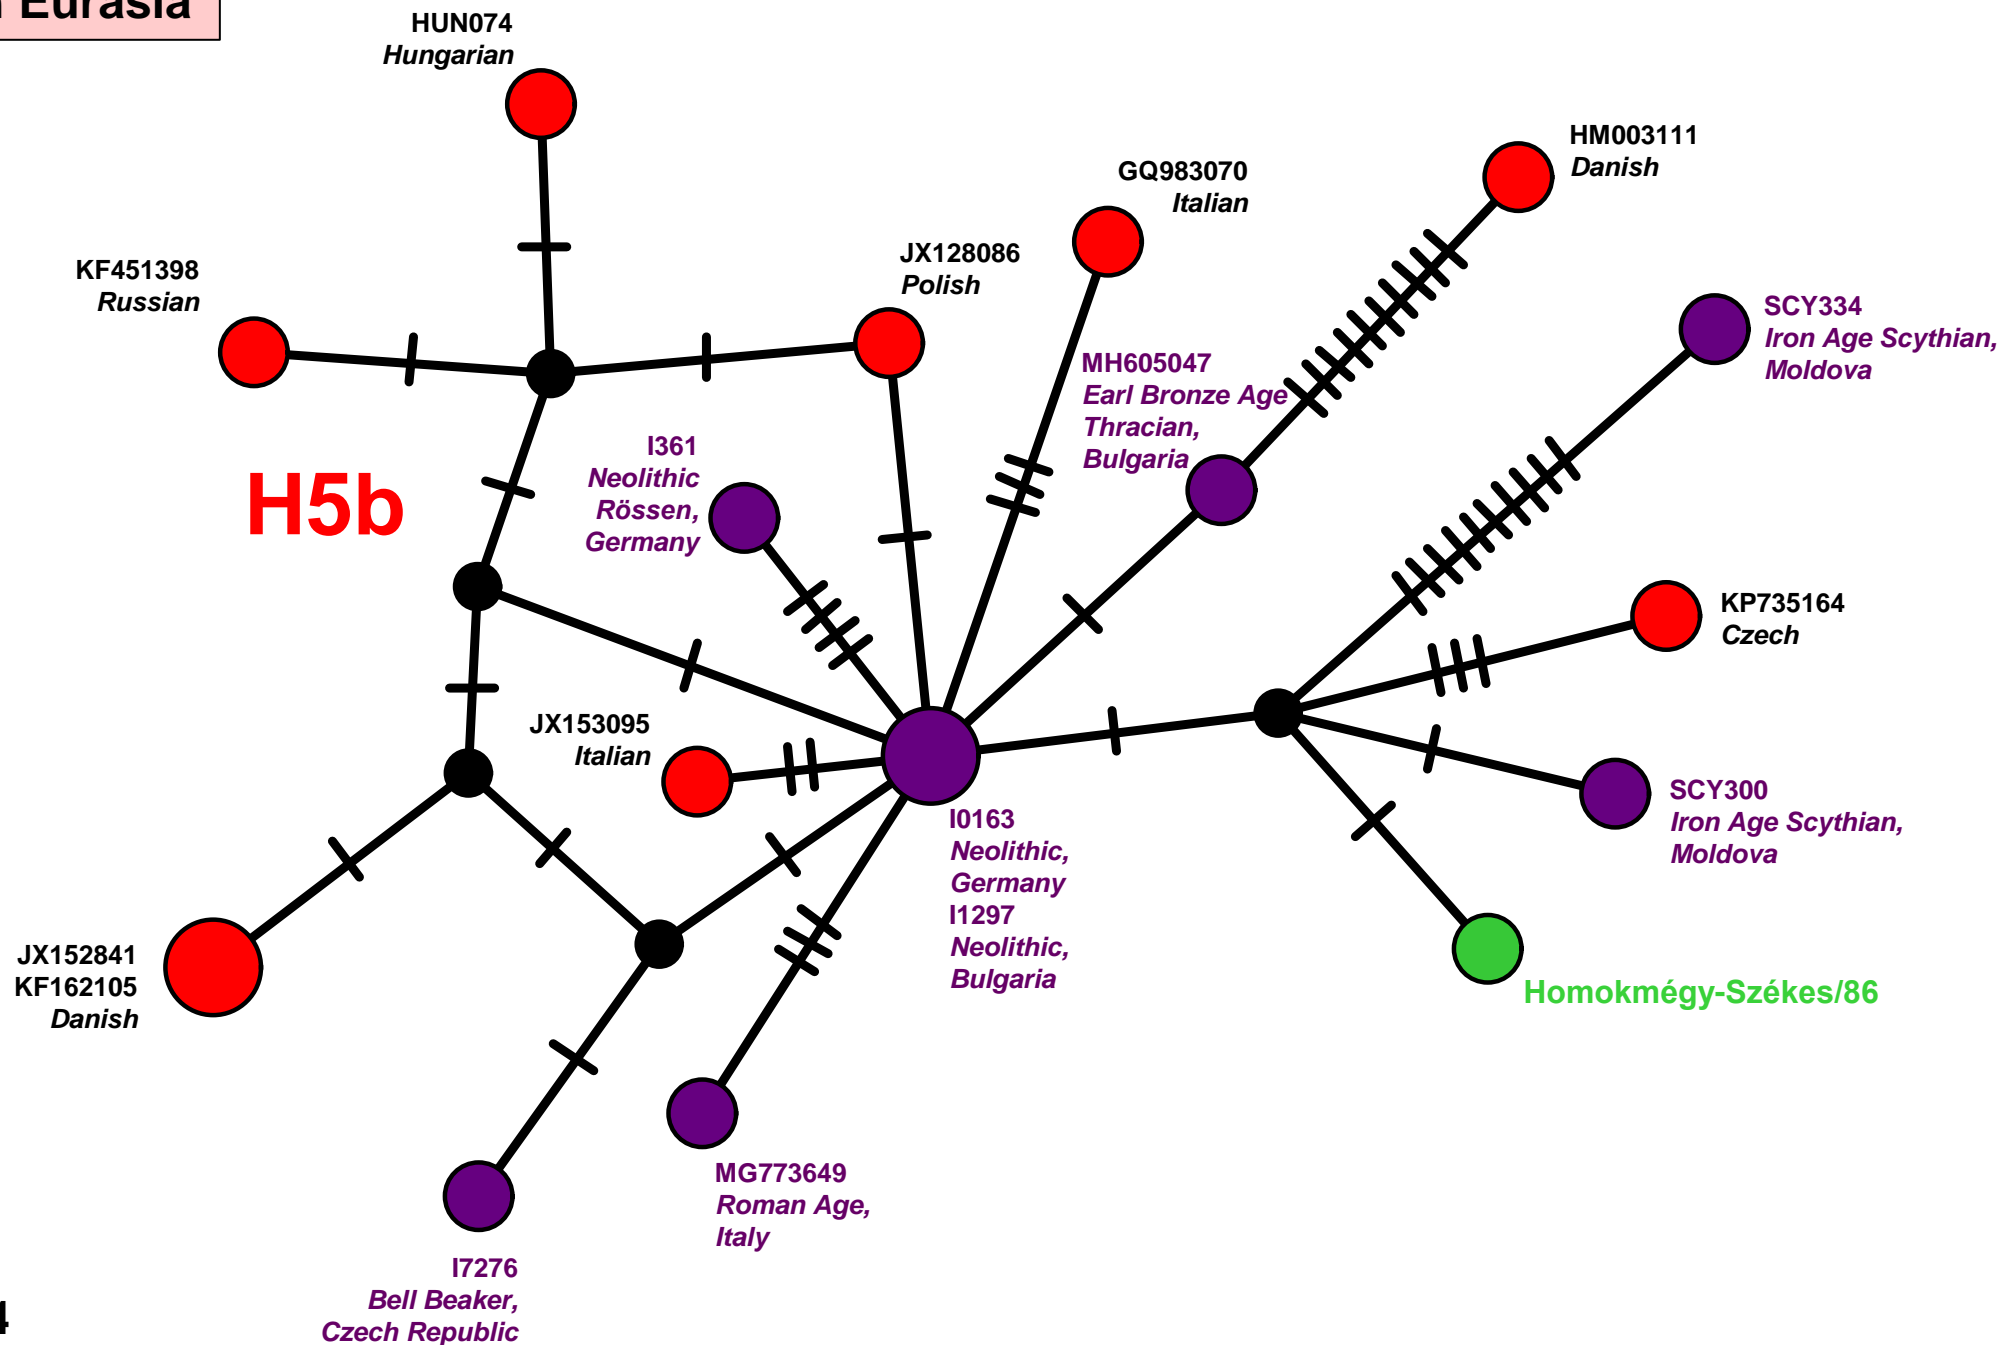 n Eurasia
HUN074
Hungarian
HM003111
Danish
GQ983070
Italian
KF451398
Russian
JX128086
Polish
SCY334
Iron Age Scythian,
Moldova
MH605047
Earl Bronze Age
Thracian,
Bulgaria
I361
Neolithic
Rössen,
Germany
H5b
KP735164
Czech
JX153095
Italian
SCY300
Iron Age Scythian,
Moldova
I0163
Neolithic,
Germany
I1297
Neolithic,
Bulgaria
JX152841
KF162105
Danish
Homokmégy-Székes/86
MG773649
Roman Age,
Italy
I7276
Bell Beaker,
Czech Republic
4